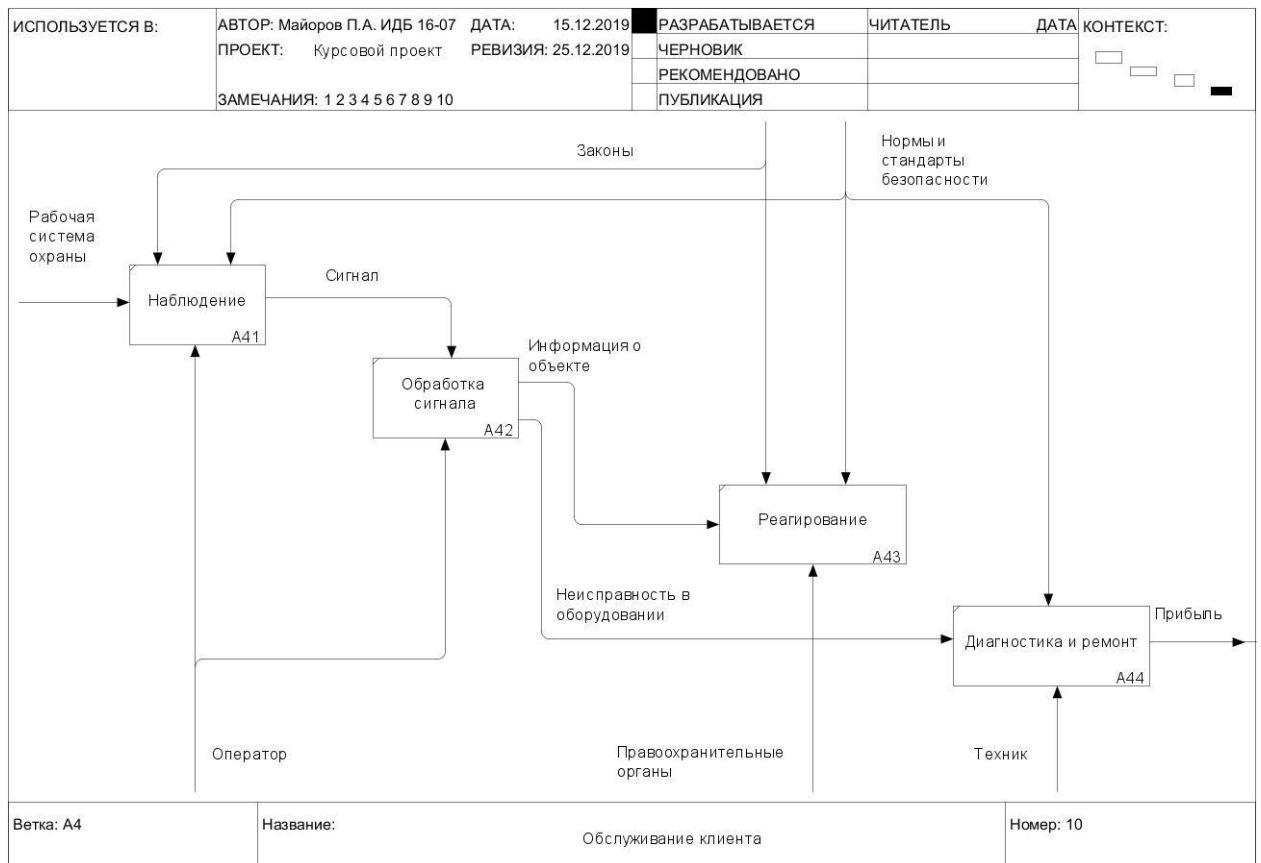 ИСПОЛЬЗУЕТСЯ В:
АВТОР: Майоров П.А. ИДБ 16-07
ДАТА: 15.12.2019
ПРОЕКТ: Курсовой проект
РЕВИЗИЯ: 25.12.2019
ЗАМЕЧАНИЯ: 1 2 3 4 5 6 7 8 9 10
РАЗРАБАТЫВАЕТСЯ
ЧЕРНОВИК
РЕКОМЕНДОВАНО
ПУБЛИКАЦИЯ
ЧИТАТЕЛЬ
ДАТА
КОНТЕКСТ:
Законы
Нормы и
стандарты
безопасности
Рабочая
система
охраны
Наблюдение
A41
Сигнал
Обработка
сигнала
A42
Информация о
объекте
Реагирование
A43
Неисправность в
оборудовании
Диагностика и ремонт
A44
Прибыль
Оператор
Правоохранительные
органы
Техник
Ветка: A4
Название:
Обслуживание клиента
Номер: 10